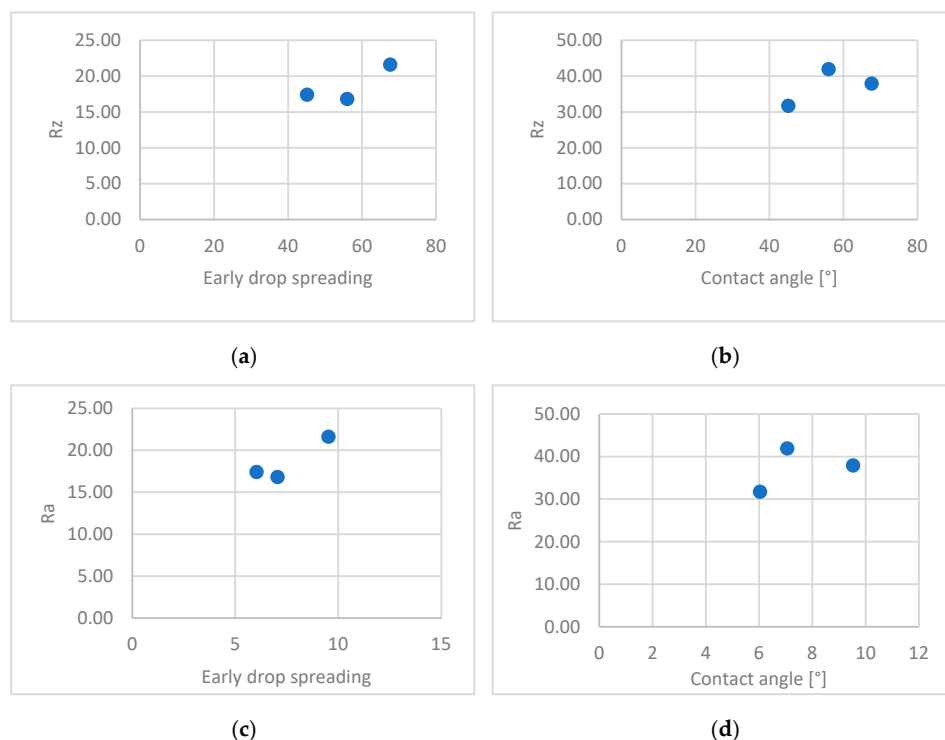 25.00
20.00
15.00
10.00
5.00
0.00
Rz
0 20 40 60 80
Early drop spreading
(a)
50.00
40.00
30.00
20.00
10.00
0.00
Rz
0 20 40 60 80
Contact angle [°]
(b)
25.00
20.00
15.00
10.00
5.00
0.00
Ra
0 5 10 15
Early drop spreading
(c)
50.00
40.00
30.00
20.00
10.00
0.00
Ra
0 2 4 6 8 10 12
Contact angle [°]
(d)